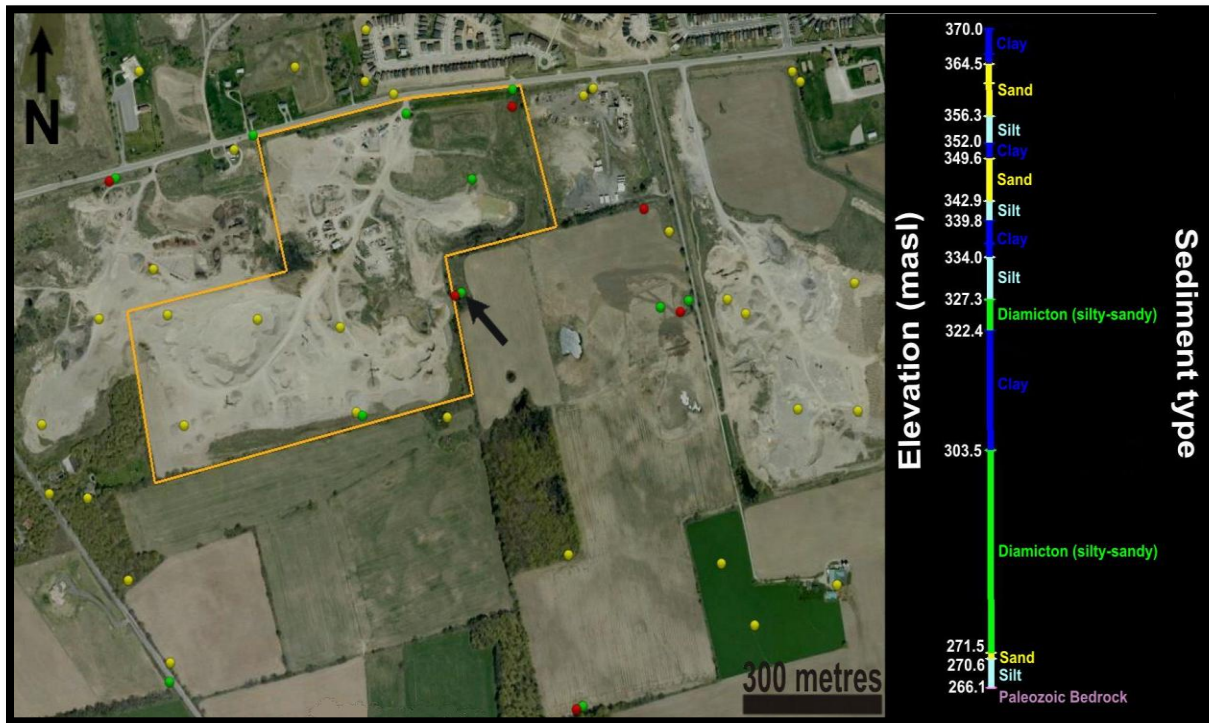 N
300 metres
Elevation (masl)
370.0
Clay
364.5
Sand
356.3
Silt
352.0
Clay
349.6
Sand
342.9
Silt
339.8
Clay
334.0
Silt
327.3
Diamicton (silty-sandy)
322.4
Clay
303.5
Diamicton (silty-sandy)
271.5
Sand
270.6
Silt
266.1
Paleozoic Bedrock
Sediment type